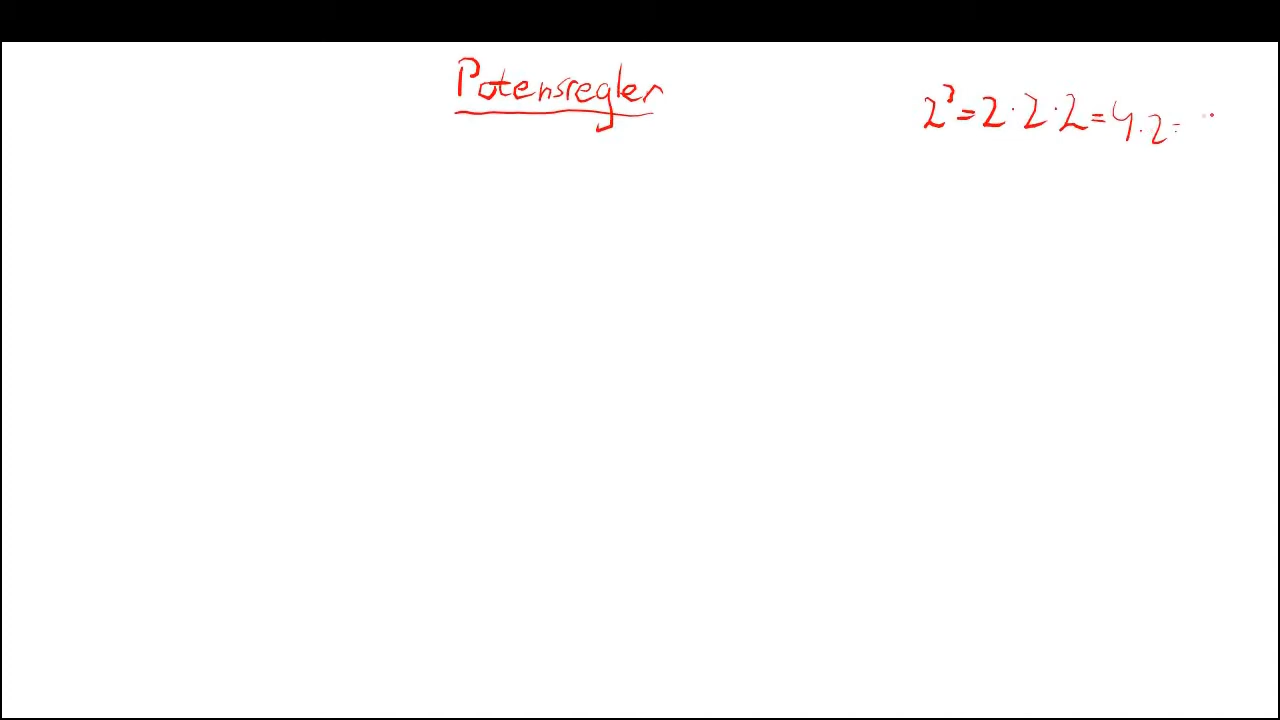 Potensregler
2³ = 2 · 2 · 2 = 4 · 2 =